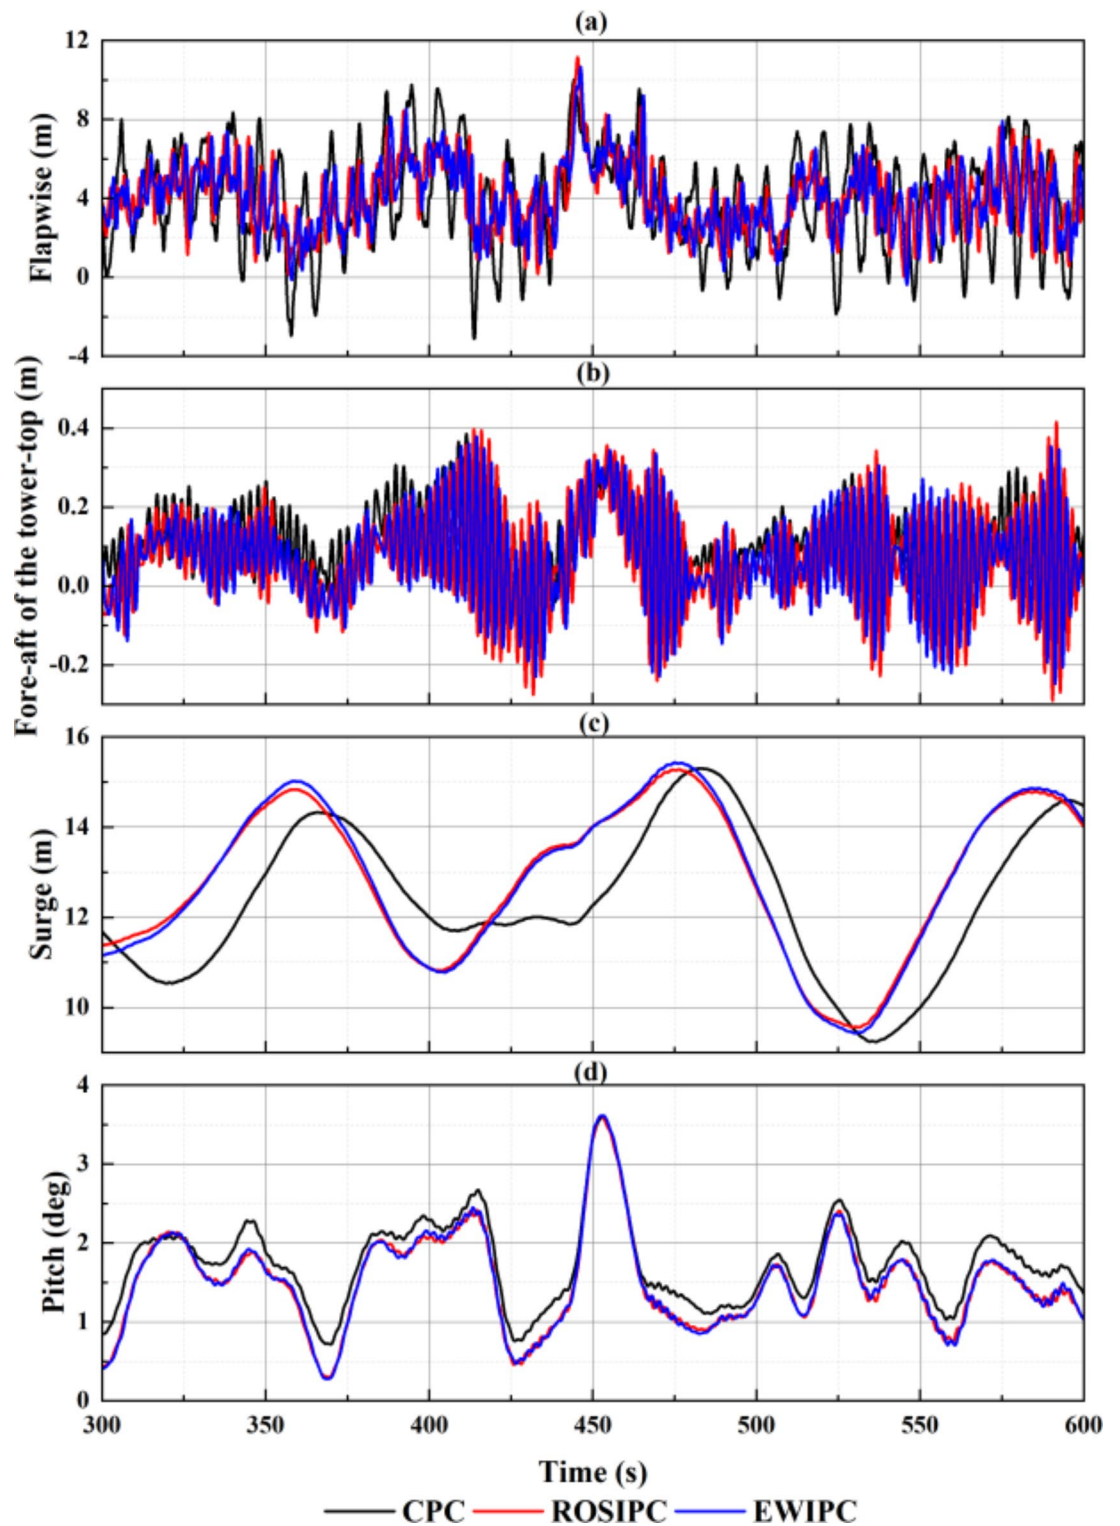 (a)
12
8
4
0
-4
Flapwise (m)
(b)
0.4
0.2
0.0
-0.2
Fore-aft of the tower-top (m)
(c)
16
14
12
10
Surge (m)
(d)
4
3
2
1
0
Pitch (deg)
300 350 400 450 500 550 600
Time (s)
CPC ROSIPC EWIPC